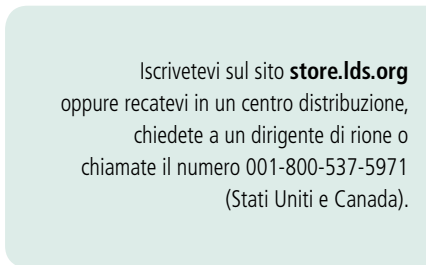 Iscrivetevi sul sito store.lds.org
oppure recatevi in un centro distribuzione,
chiedete a un dirigente di rione o
chiamate il numero 001-800-537-5971
(Stati Uniti e Canada).